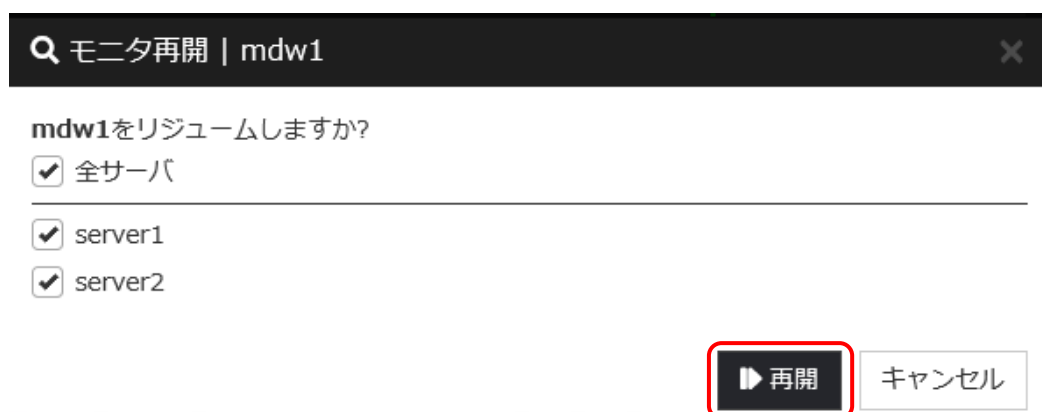 モニタ再開 | mdw1
mdw1をリジュームしますか?
全サーバ
server1
server2
再開 キャンセル